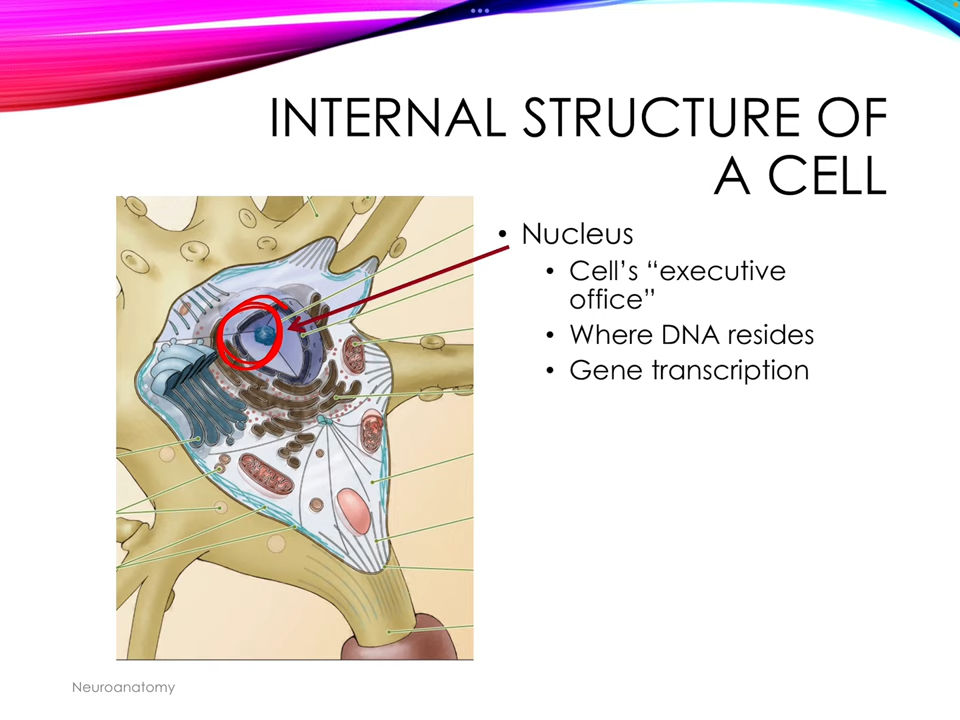 INTERNAL STRUCTURE OF
A CELL
• Nucleus
• Cell’s “executive
office”
• Where DNA resides
• Gene transcription
Neuroanatomy